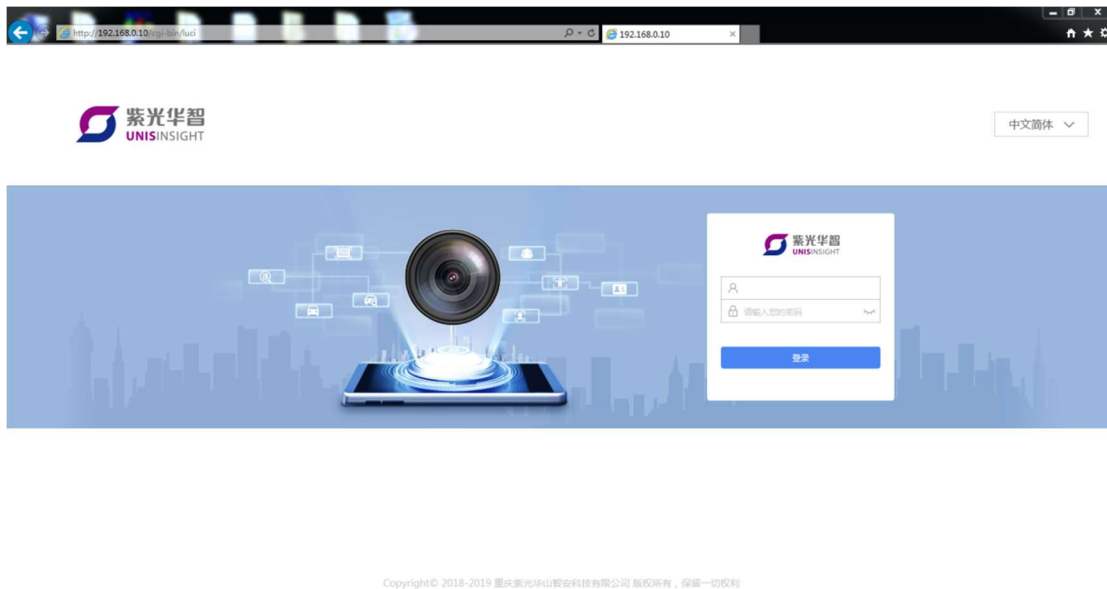 http://192.168.0.10/cgi-bin/luci
192.168.0.10
紫光华智
UNISINSIGHT
中文简体
紫光华智
UNISINSIGHT
请输入您的密码
登录
Copyright© 2018-2019 重庆紫光华山智安科技有限公司 版权所有，保留一切权利